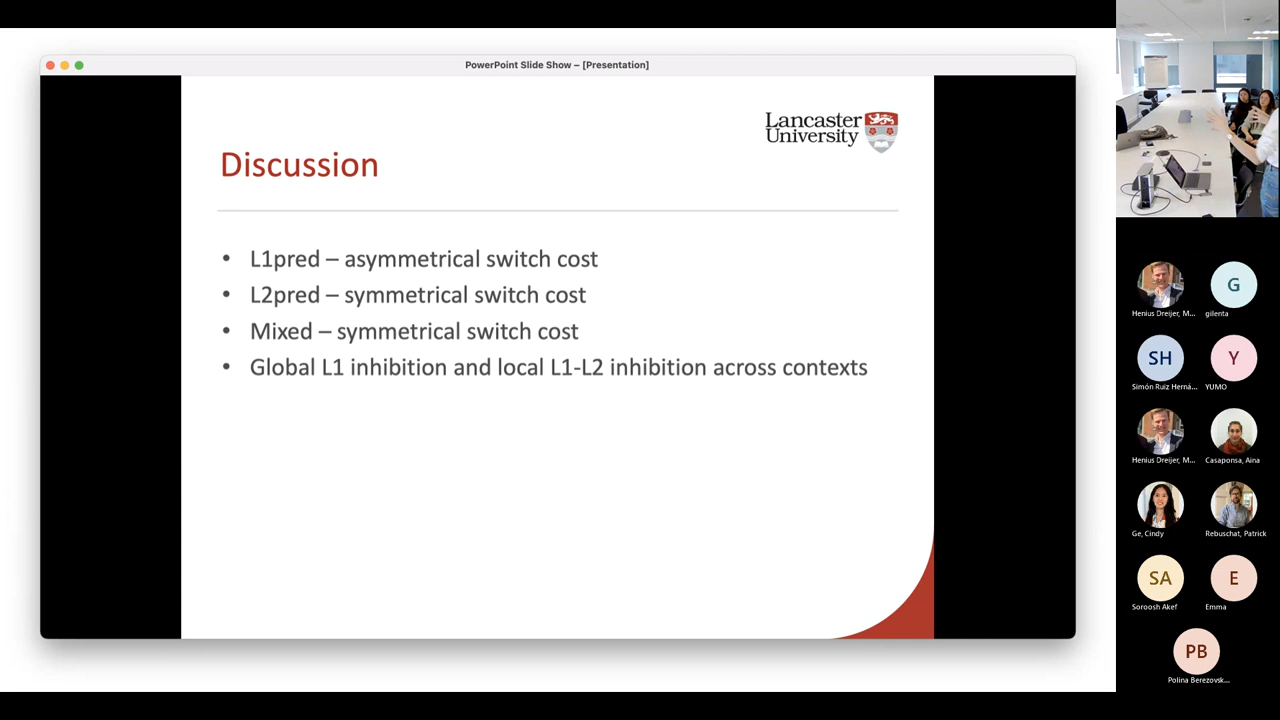 PowerPoint Slide Show – [Presentation]
Lancaster
University
Discussion
• L1pred – asymmetrical switch cost
• L2pred – symmetrical switch cost
• Mixed – symmetrical switch cost
• Global L1 inhibition and local L1-L2 inhibition across contexts
G
Henius Dreijer, M...
gilenta
SH
Y
Simón Ruiz Herná...
YUMO
Henius Dreijer, M...
Casaponsa, Aina
Ge, Cindy
Rebuschat, Patrick
SA
E
Soroosh Akef
Emma
PB
Polina Berezovsk...